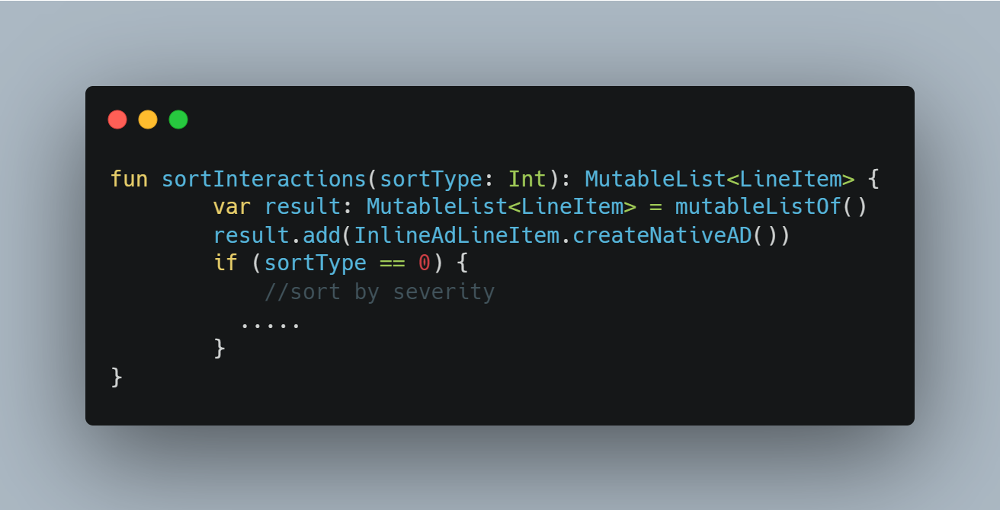 fun sortInteractions(sortType: Int): MutableList<LineItem> {
        var result: MutableList<LineItem> = mutableListOf()
        result.add(InlineAdLineItem.createNativeAD())
        if (sortType == 0) {
            //sort by severity
          .....
        }
}